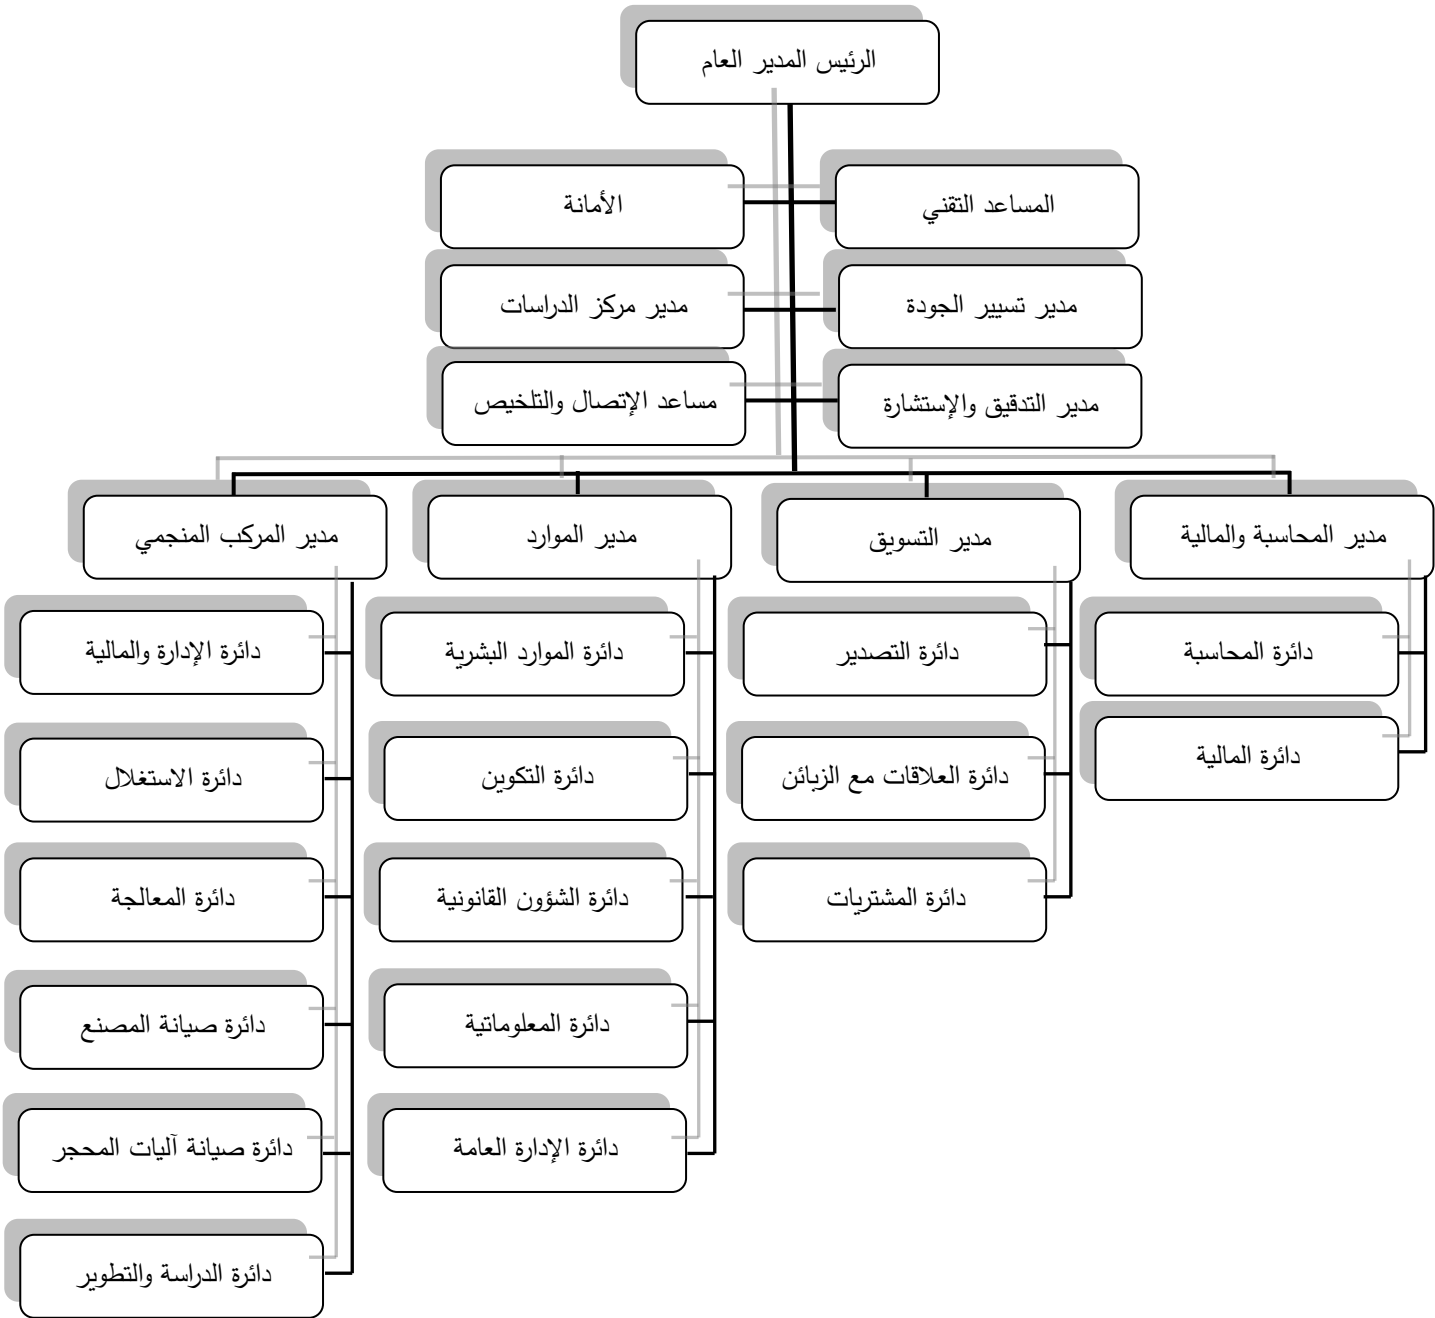 الرئيس المدير العام
المساعد التقني
الأمانة
مدير تسيير الجودة
مدير مركز الدراسات
مدير التدقيق والإستشارة
مساعد الإتصال والتلخيص
مدير المحاسبة والمالية
مدير التسويق
مدير الموارد
مدير المركب المنجمي
دائرة المحاسبة
دائرة التصدير
دائرة الموارد البشرية
دائرة الإدارة والمالية
دائرة المالية
دائرة العلاقات مع الزبائن
دائرة التكوين
دائرة الاستغلال
دائرة المشتريات
دائرة الشؤون القانونية
دائرة المعالجة
دائرة المعلوماتية
دائرة صيانة المصنع
دائرة الإدارة العامة
دائرة صيانة آليات المحجر
دائرة الدراسة والتطوير